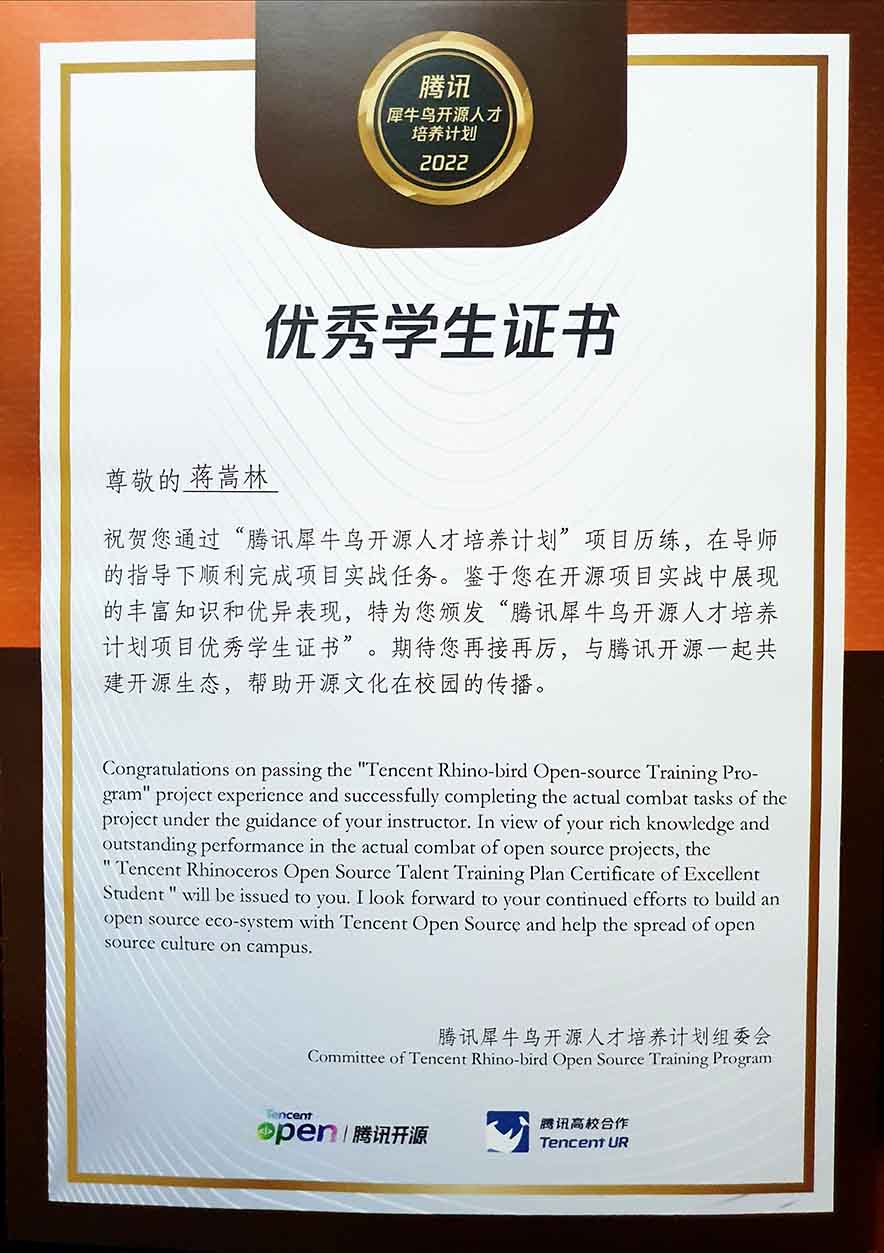 腾讯
犀牛鸟开源人才
培养计划
2022
优秀学生证书
尊敬的 蒋嵩林
祝贺您通过“腾讯犀牛鸟开源人才培养计划”项目历练，在导师
的指导下顺利完成项目实战任务。鉴于您在开源项目实战中展现
的丰富知识和优异表现，特为您颁发“腾讯犀牛鸟开源人才培养
计划项目优秀学生证书”。期待您再接再厉，与腾讯开源一起共
建开源生态，帮助开源文化在校园的传播。
Congratulations on passing the "Tencent Rhino-bird Open-source Training Pro-
gram" project experience and successfully completing the actual combat tasks of the
project under the guidance of your instructor. In view of your rich knowledge and
outstanding performance in the actual combat of open source projects, the
" Tencent Rhinoceros Open Source Talent Training Plan Certificate of Excellent
Student " will be issued to you. I look forward to your continued efforts to build an
open source eco-system with Tencent Open Source and help the spread of open
source culture on campus.
腾讯犀牛鸟开源人才培养计划组委会
Committee of Tencent Rhino-bird Open Source Training Program
Tencent
Open | 腾讯开源
腾讯高校合作
Tencent UR